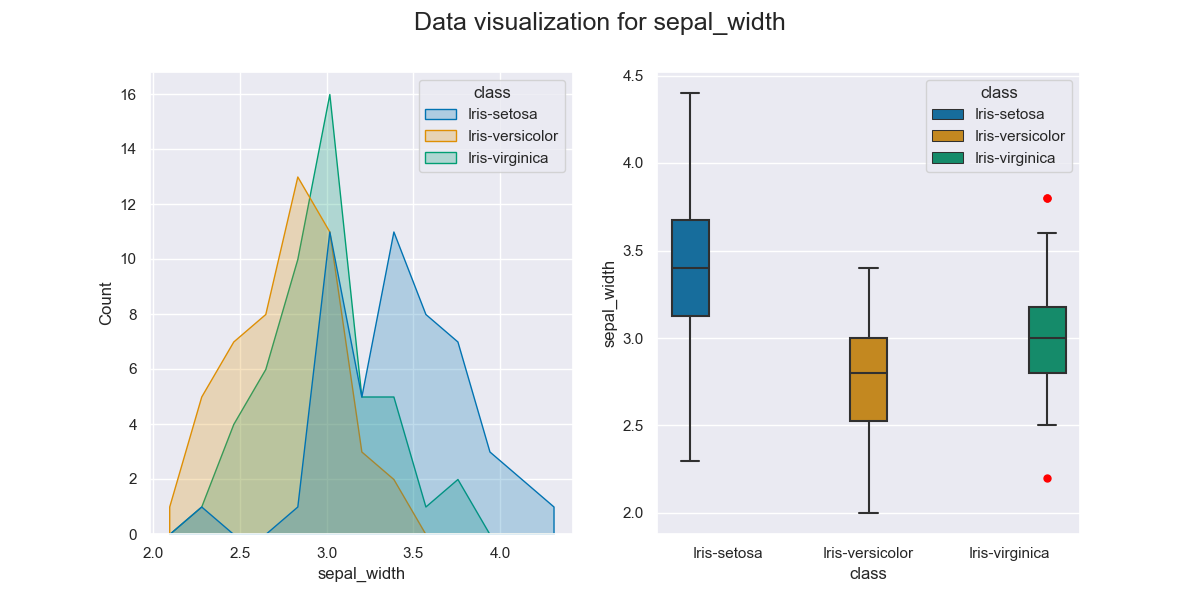 Data visualization for sepal_width
16
14
12
10
8
6
4
2
0
Count
2.0 2.5 3.0 3.5 4.0
sepal_width
class
Iris-setosa
Iris-versicolor
Iris-virginica
4.5
4.0
3.5
3.0
2.5
2.0
sepal_width
Iris-setosa Iris-versicolor Iris-virginica
class
class
Iris-setosa
Iris-versicolor
Iris-virginica